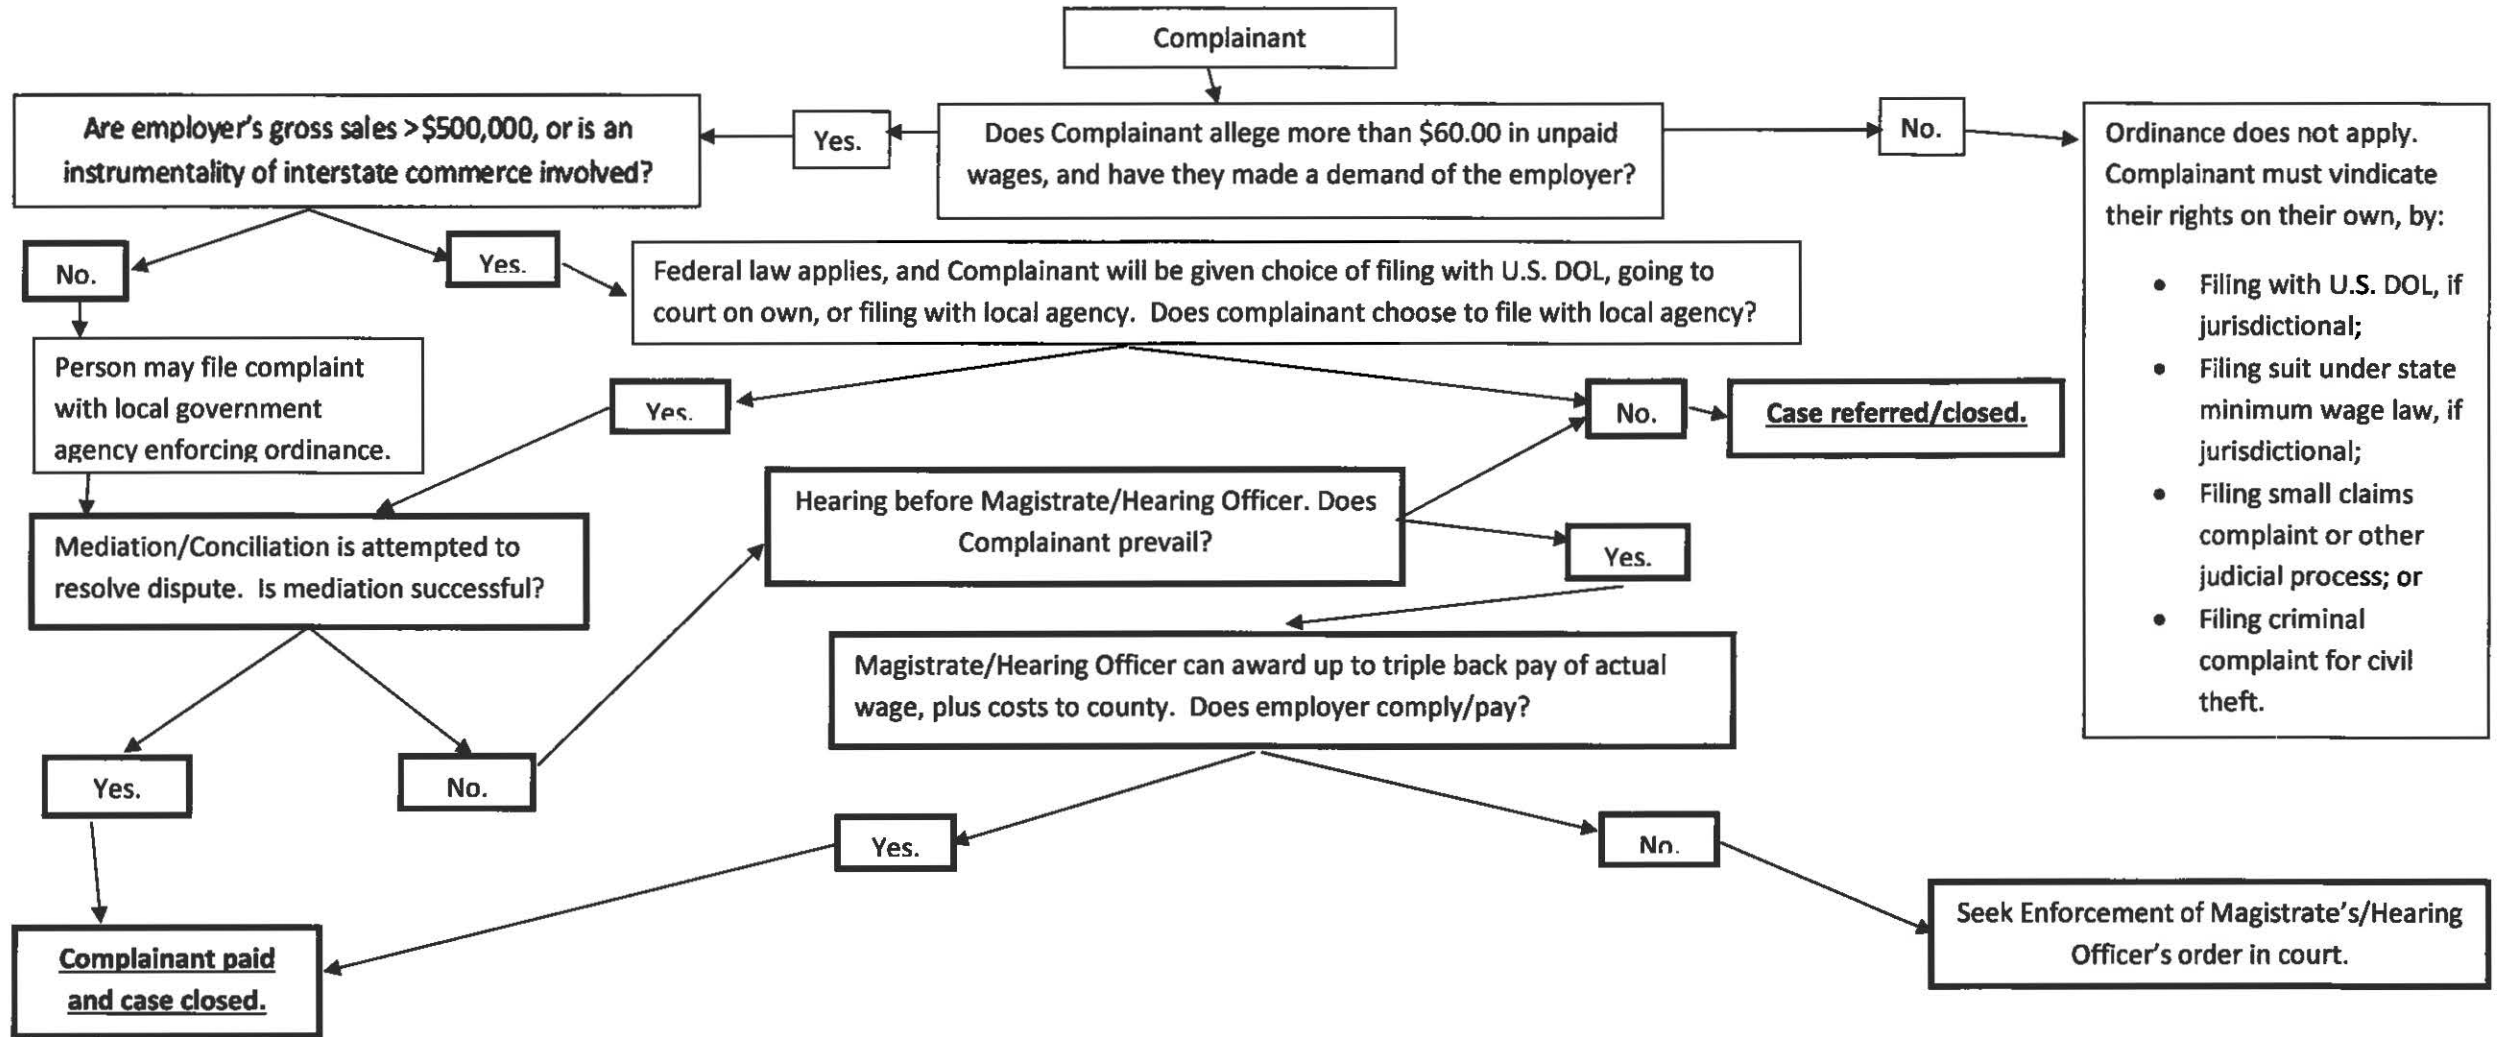 Complainant
Are employer's gross sales >$500,000, or is an
instrumentality of interstate commerce involved?
Yes.
Does Complainant allege more than $60.00 in unpaid
wages, and have they made a demand of the employer?
No.
Ordinance does not apply.
Complainant must vindicate
their rights on their own, by:
• Filing with U.S. DOL, if
jurisdictional;
• Filing suit under state
minimum wage law, if
jurisdictional;
• Filing small claims
complaint or other
judicial process; or
• Filing criminal
complaint for civil
theft.
No.
Yes.
Federal law applies, and Complainant will be given choice of filing with U.S. DOL, going to
court on own, or filing with local agency. Does complainant choose to file with local agency?
Person may file complaint
with local government
agency enforcing ordinance.
Yes.
No.
Case referred/closed.
Hearing before Magistrate/Hearing Officer. Does
Complainant prevail?
Mediation/Conciliation is attempted to
resolve dispute. Is mediation successful?
Yes.
Magistrate/Hearing Officer can award up to triple back pay of actual
wage, plus costs to county. Does employer comply/pay?
Yes.
No.
Yes.
No.
Complainant paid
and case closed.
Seek Enforcement of Magistrate's/Hearing
Officer's order in court.